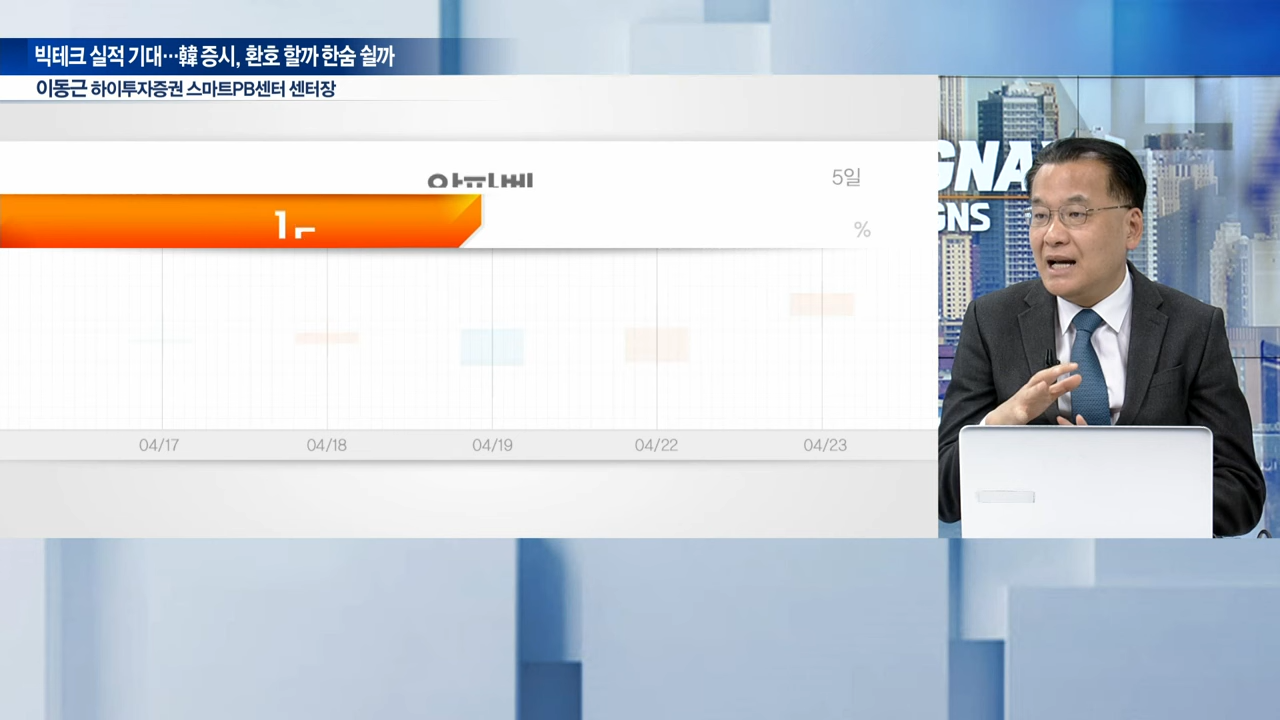 빅테크 실적 기대…韓 증시, 환호 할까 한숨 쉴까
이동근 하이투자증권 스마트PB센터 센터장
5일
%
04/17
04/18
04/19
04/22
04/23
GNA
GNS